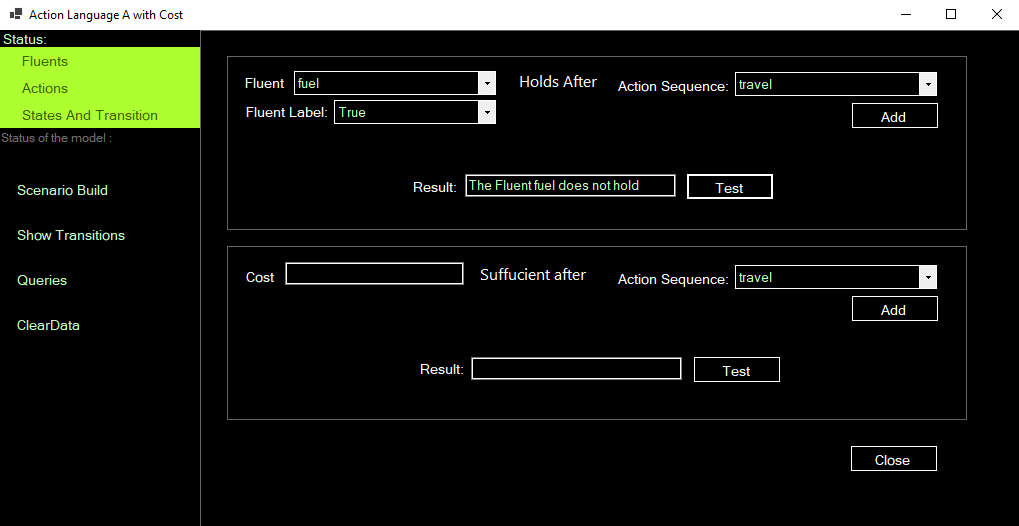 Action Language A with Cost
Status:
Fluents
Actions
States And Transition
Status of the model :
Scenario Build
Show Transitions
Queries
ClearData
Fluent fuel Holds After Action Sequence: travel
Fluent Label: True Add
Result: The Fluent fuel does not hold Test
Cost Suffucient after Action Sequence: travel
Add
Result: Test
Close